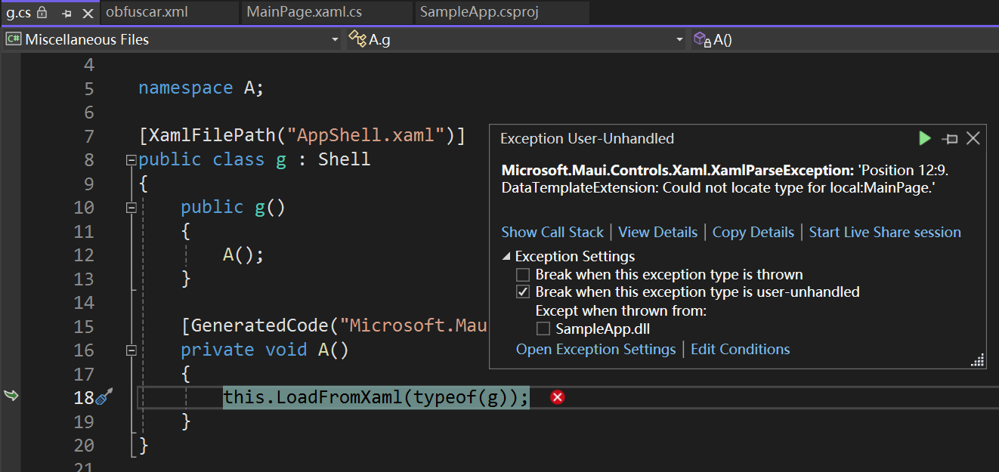 g.cs obfuscar.xml MainPage.xaml.cs SampleApp.csproj
C# Miscellaneous Files A.g A()
4
5 namespace A;
6
7 [XamlFilePath("AppShell.xaml")]
8 public class g : Shell
9 {
10 public g()
11 {
12 A();
13 }
14
15 [GeneratedCode("Microsoft.Mau
16 private void A()
17 {
18 this.LoadFromXaml(typeof(g));
19 }
20 }
21
Exception User-Unhandled
Microsoft.Maui.Controls.Xaml.XamlParseException: 'Position 12:9.
DataTemplateExtension: Could not locate type for local:MainPage.'
Show Call Stack | View Details | Copy Details | Start Live Share session
Exception Settings
Break when this exception type is thrown
Break when this exception type is user-unhandled
Except when thrown from:
SampleApp.dll
Open Exception Settings | Edit Conditions